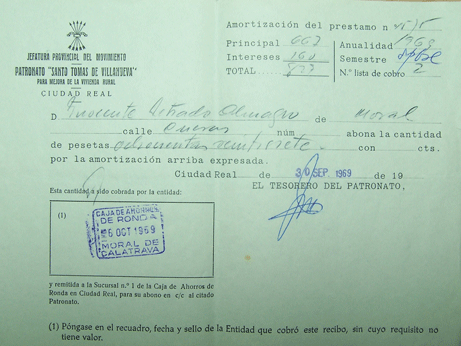 JEFATURA PROVINCIAL DEL MOVIMIENTO
PATRONATO "SANTO TOMAS DE VILLANUEVA"
PARA MEJORA DE LA VIVIENDA RURAL
CIUDAD REAL
Amortización del prestamo n.º
Principal 667 Anualidad 1969
Intereses 160 Semestre
TOTAL 827 N.º lista de cobro 2
D de Moral
calle núm abona la cantidad
de pesetas ochocientas veintisiete.- con cts.
por la amortización arriba expresada.
Ciudad Real 30 SEP. 1969 de 19
EL TESORERO DEL PATRONATO,
Esta cantidad a sido cobrada por la entidad:
(1)
CAJA DE AHORROS
DE RONDA
6 OCT 1969
MORAL DE
CALATRAVA
y remitida a la Sucursal n.º 1 de la Caja de Ahorros de
Ronda en Ciudad Real, para su abono en c/c al citado
Patronato.
(1) Póngase en el recuadro, fecha y sello de la Entidad que cobró este recibo, sin cuyo requisito no
tiene valor.